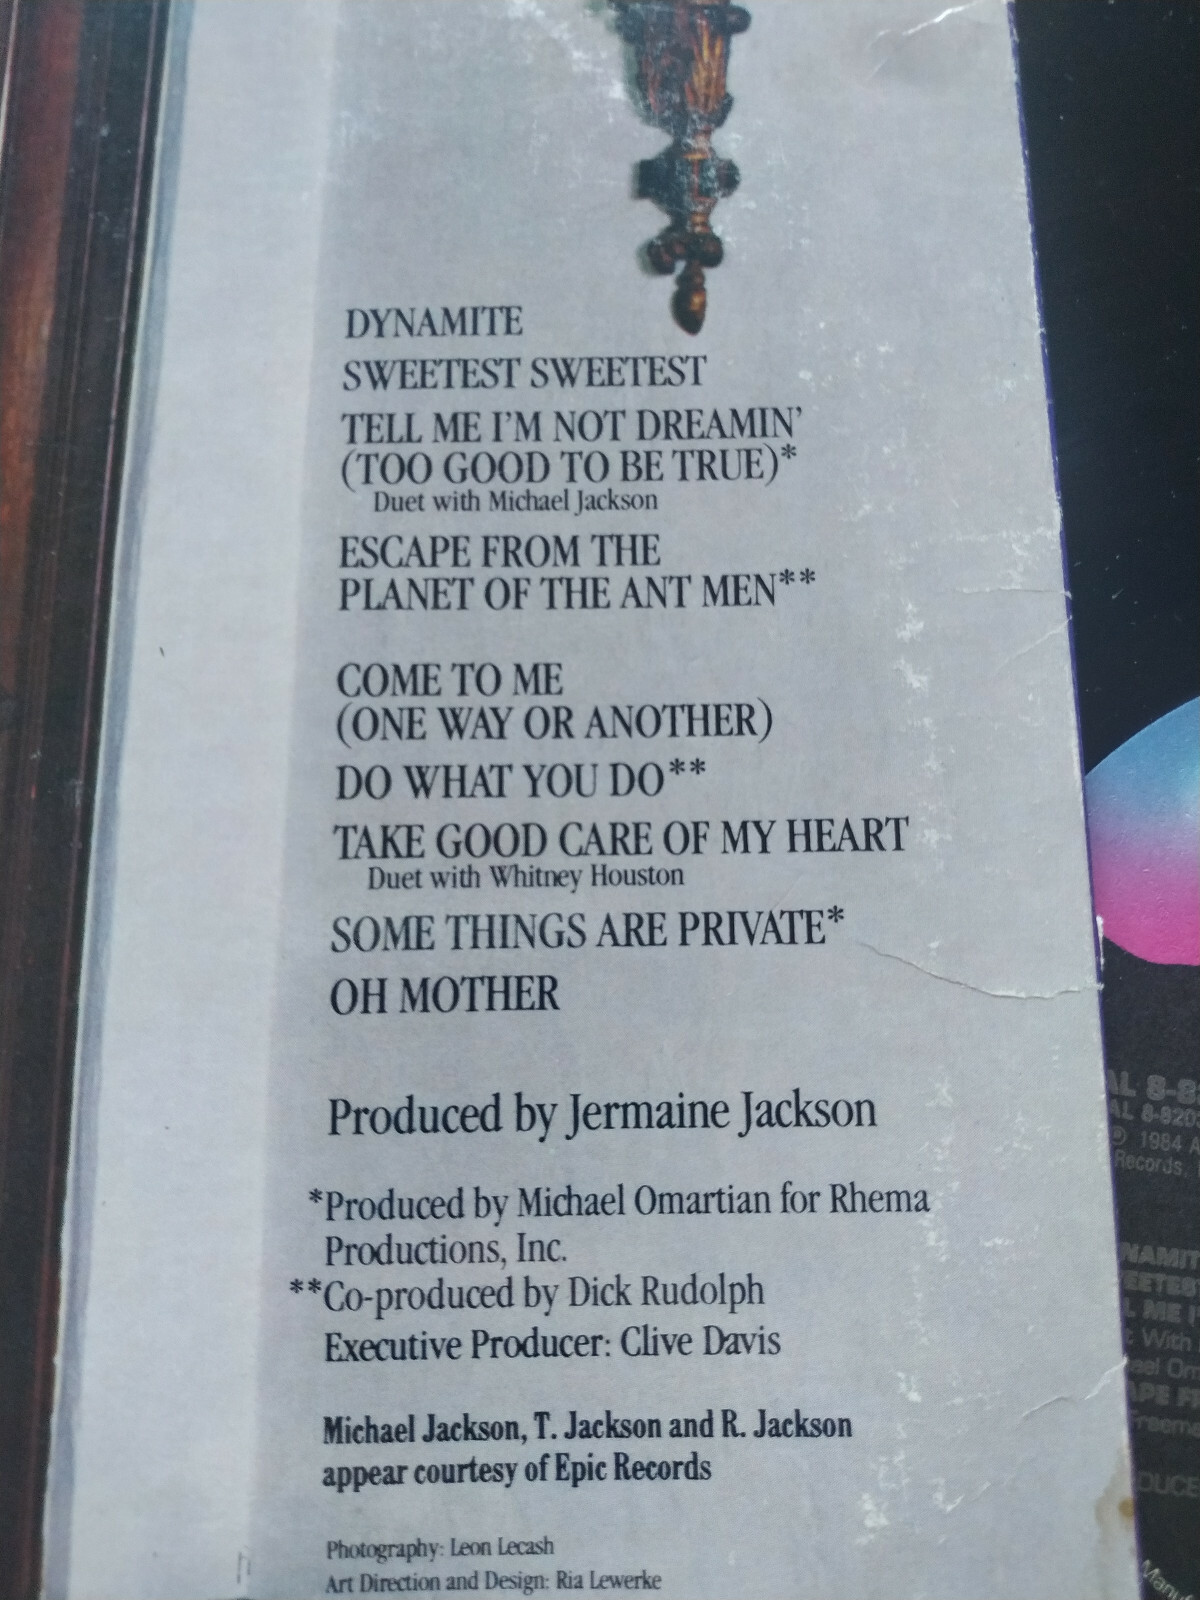 DYNAMITE
SWEETEST SWEETEST
TELL ME I'M NOT DREAMIN'
(TOO GOOD TO BE TRUE)*
Duet with Michael Jackson
ESCAPE FROM THE
PLANET OF THE ANT MEN**
COME TO ME
(ONE WAY OR ANOTHER)
DO WHAT YOU DO**
TAKE GOOD CARE OF MY HEART
Duet with Whitney Houston
SOME THINGS ARE PRIVATE*
OH MOTHER
Produced by Jermaine Jackson
*Produced by Michael Omartian for Rhema
Productions, Inc.
**Co-produced by Dick Rudolph
Executive Producer: Clive Davis
Michael Jackson, T. Jackson and R. Jackson
appear courtesy of Epic Records
Photography: Leon Lecash
Art Direction and Design: Ria Lewerke
℗ 1984 A
Records,
With